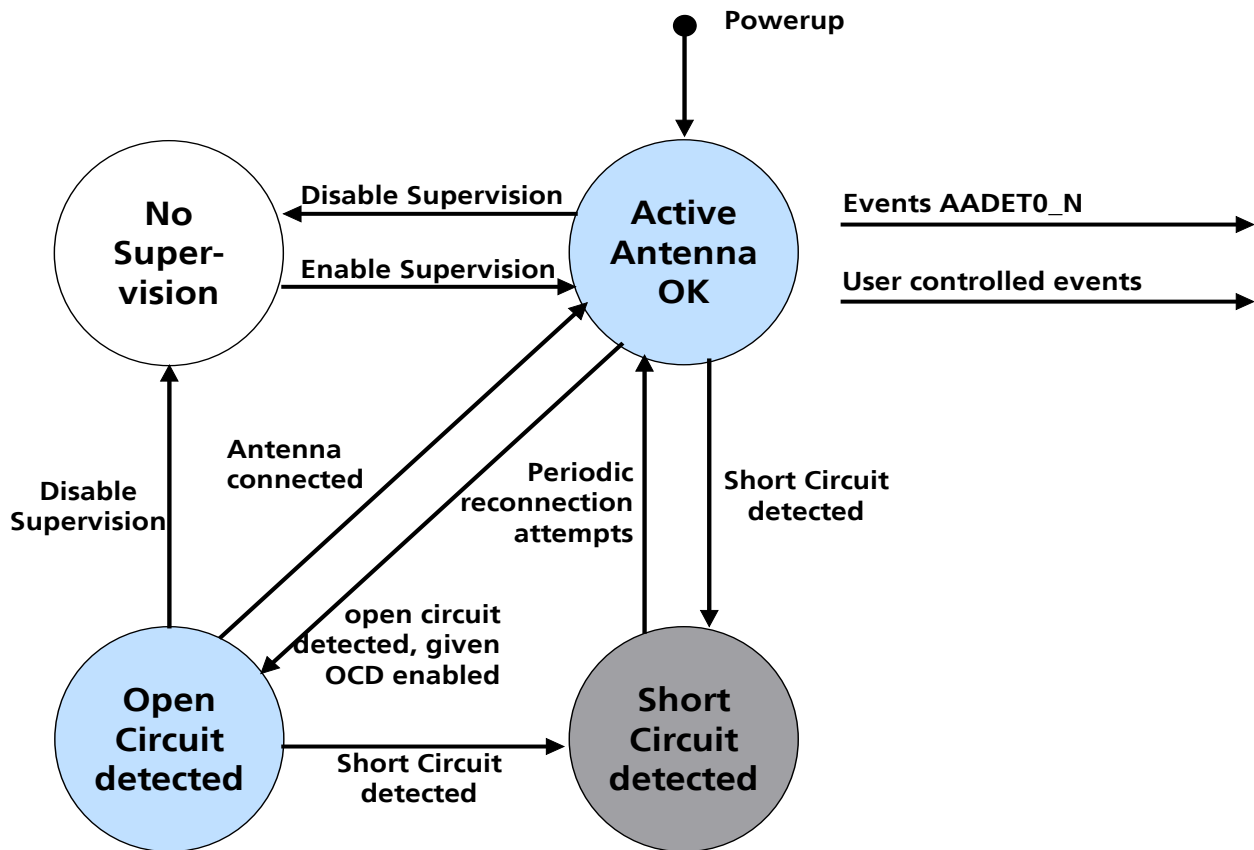 Powerup
No
Super-
vision
Disable Supervision
Enable Supervision
Active
Antenna
OK
Events AADET0_N
User controlled events
Disable
Supervision
Antenna
connected
Periodic
reconnection
attempts
Short Circuit
detected
open circuit
detected, given
OCD enabled
Open
Circuit
detected
Short Circuit
detected
Short
Circuit
detected